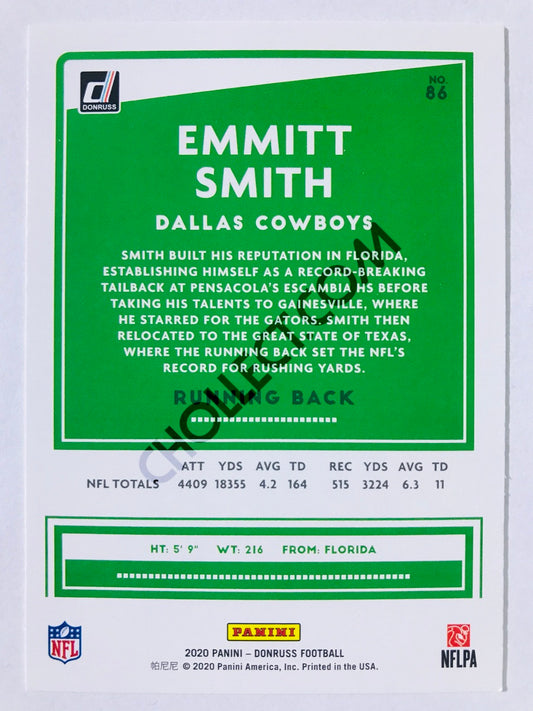 DONRUSS
NO.
86
EMMITT
SMITH
DALLAS COWBOYS
SMITH BUILT HIS REPUTATION IN FLORIDA,
ESTABLISHING HIMSELF AS A RECORD-BREAKING
TAILBACK AT PENSACOLA'S ESCAMBIA HS BEFORE
TAKING HIS TALENTS TO GAINESVILLE, WHERE
HE STARRED FOR THE GATORS. SMITH THEN
RELOCATED TO THE GREAT STATE OF TEXAS,
WHERE THE RUNNING BACK SET THE NFL'S
RECORD FOR RUSHING YARDS.
RUNNING BACK
CHOLLECT.COM
ATT YDS AVG TD REC YDS AVG TD
NFL TOTALS 4409 18355 4.2 164 515 3224 6.3 11
HT: 5' 9" WT: 216 FROM: FLORIDA
NFL
PANINI
2020 PANINI – DONRUSS FOOTBALL
帕尼尼 © 2020 Panini America, Inc. Printed in the USA.
NFLPA